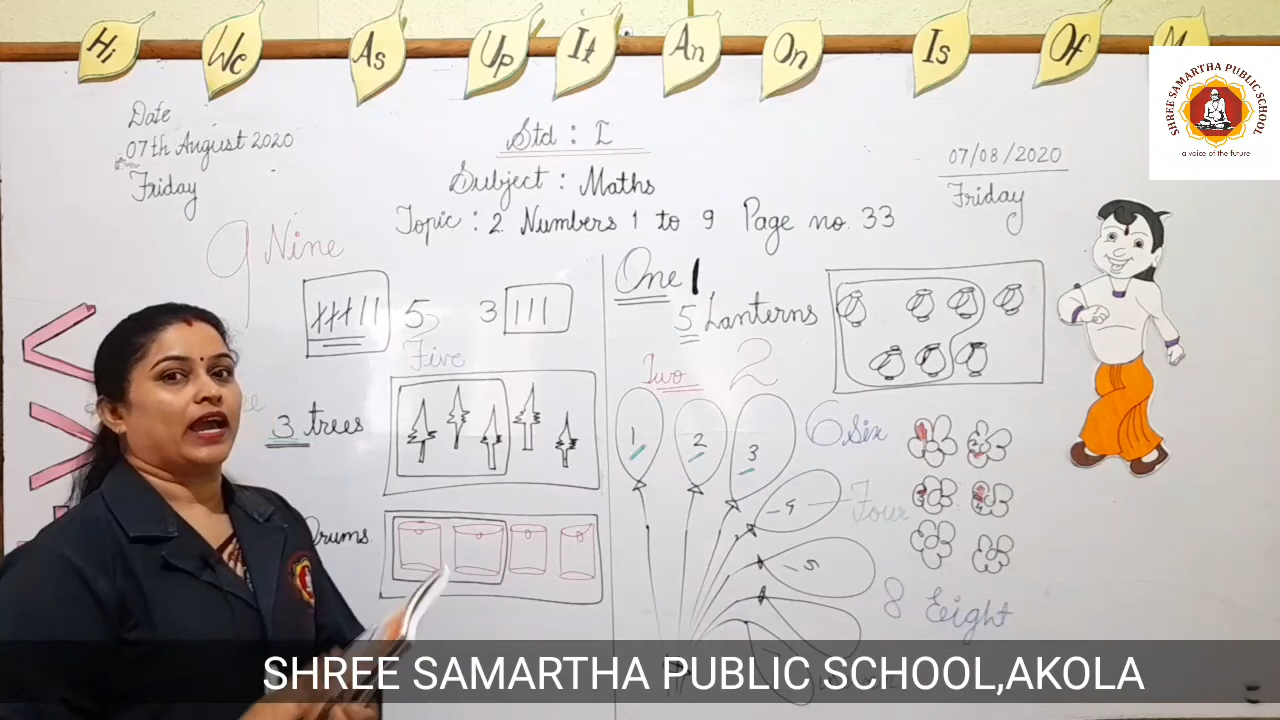 Hi We As Up It An On Is Of
SHREE SAMARTHA PUBLIC SCHOOL
a voice of the future
Date
07th August 2020
Friday
Std : I
Subject : Maths
Topic : 2 Numbers 1 to 9 Page no. 33
07/08/2020
Friday
9 Nine
5
3
Five
3 trees
Drums.
One 1
5 Lanterns
Two 2
1
2
3
4
5
6 Six
Four
8 Eight
SHREE SAMARTHA PUBLIC SCHOOL,AKOLA